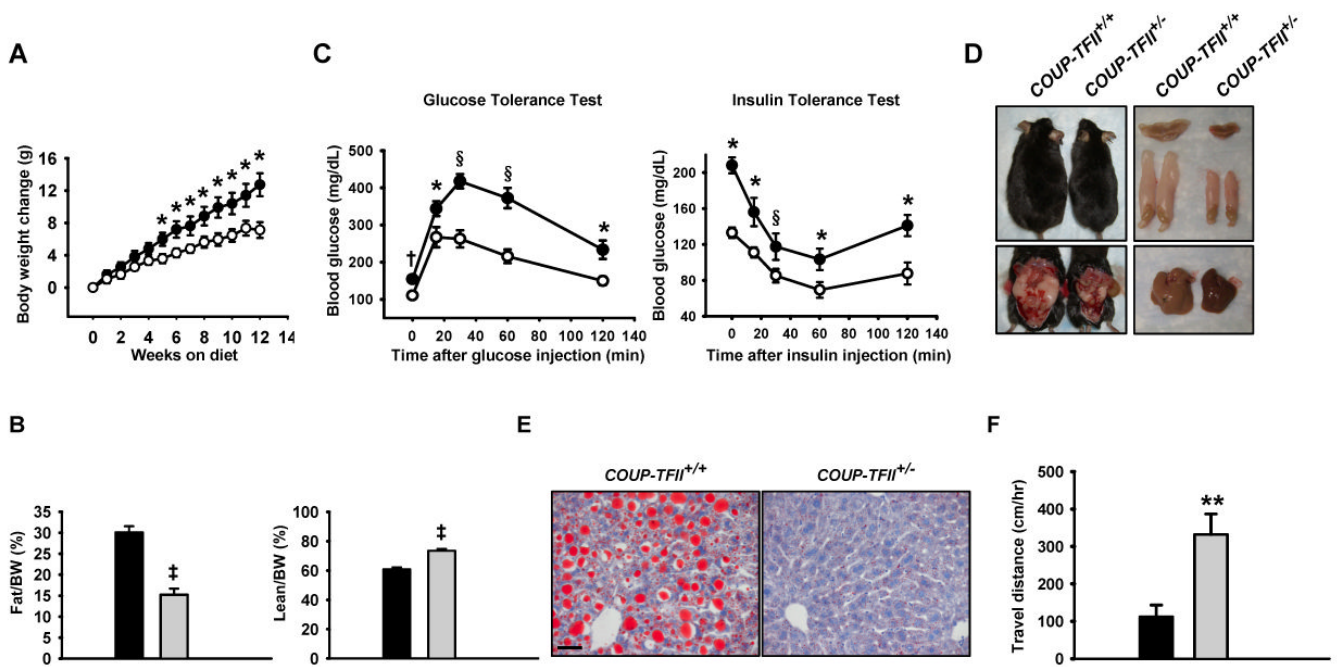 A
Body weight change (g)
16
12
8
4
0
* * * * * * * *
0 2 4 6 8 10 12 14
Weeks on diet
C
Glucose Tolerance Test
Blood glucose (mg/dL)
500
400
300
200
100
† * § § *
0 20 40 60 80 100 120 140
Time after glucose injection (min)
Insulin Tolerance Test
Blood glucose (mg/dL)
240
200
160
120
80
40
* * § * *
0 20 40 60 80 100 120 140
Time after insulin injection (min)
D
COUP-TFII+/+
COUP-TFII+/-
COUP-TFII+/+
COUP-TFII+/-
B
Fat/BW (%)
35
30
25
20
15
10
5
0
‡
Lean/BW (%)
100
80
60
40
20
0
‡
E
COUP-TFII+/+
COUP-TFII+/-
F
Travel distance (cm/hr)
500
400
300
200
100
0
**